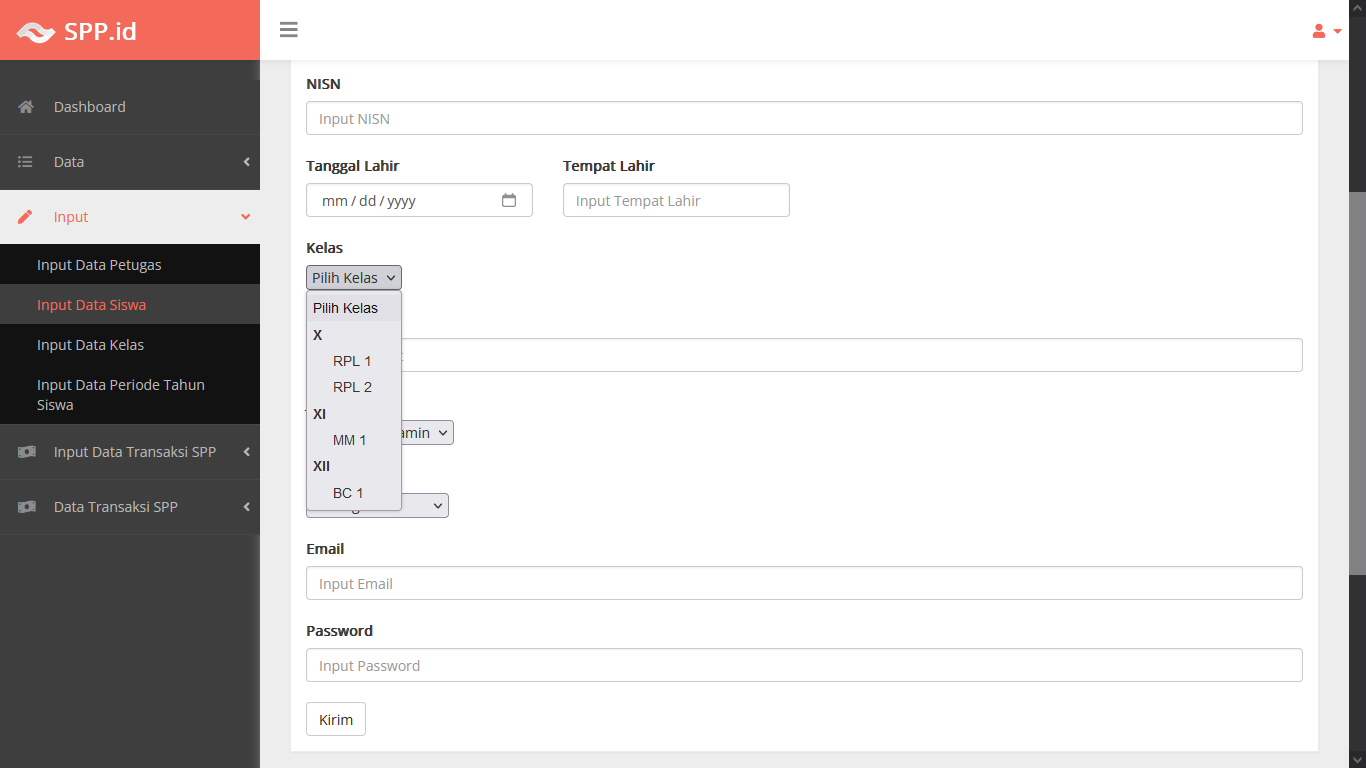 SPP.id
Dashboard
Data
Input
Input Data Petugas
Input Data Siswa
Input Data Kelas
Input Data Periode Tahun
Siswa
Input Data Transaksi SPP
Data Transaksi SPP
NISN
Input NISN
Tanggal Lahir
Tempat Lahir
mm / dd / yyyy
Input Tempat Lahir
Kelas
Pilih Kelas
Pilih Kelas
X
RPL 1
RPL 2
XI
MM 1
XII
BC 1
Email
Input Email
Password
Input Password
Kirim